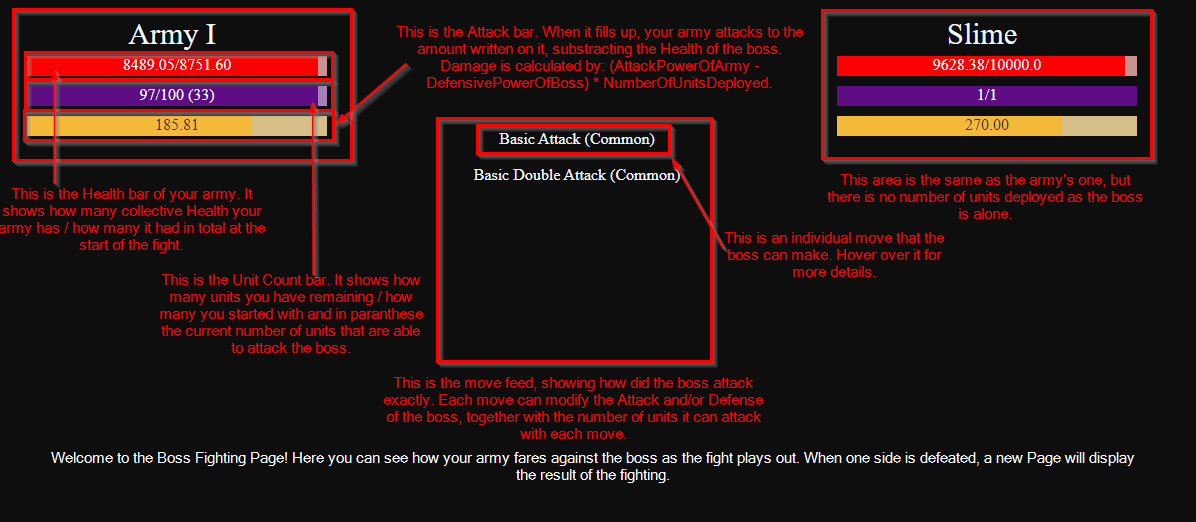 Army I
8489.05/8751.60
97/100 (33)
185.81
This is the Health bar of your army. It
shows how many collective Health your
army has / how many it had in total at the
start of the fight.
This is the Attack bar. When it fills up, your army attacks to the
amount written on it, substracting the Health of the boss.
Damage is calculated by: (AttackPowerOfArmy -
DefensivePowerOfBoss) * NumberOfUnitsDeployed.
This is the Unit Count bar. It shows how
many units you have remaining / how
many you started with and in paranthese
the current number of units that are able
to attack the boss.
Basic Attack (Common)
Basic Double Attack (Common)
This is the move feed, showing how did the boss attack
exactly. Each move can modify the Attack and/or Defense
of the boss, together with the number of units it can attack
with each move.
This is an individual move that the
boss can make. Hover over it for
more details.
Slime
9628.38/10000.0
1/1
270.00
This area is the same as the army's one, but
there is no number of units deployed as the boss
is alone.
Welcome to the Boss Fighting Page! Here you can see how your army fares against the boss as the fight plays out. When one side is defeated, a new Page will display
the result of the fighting.